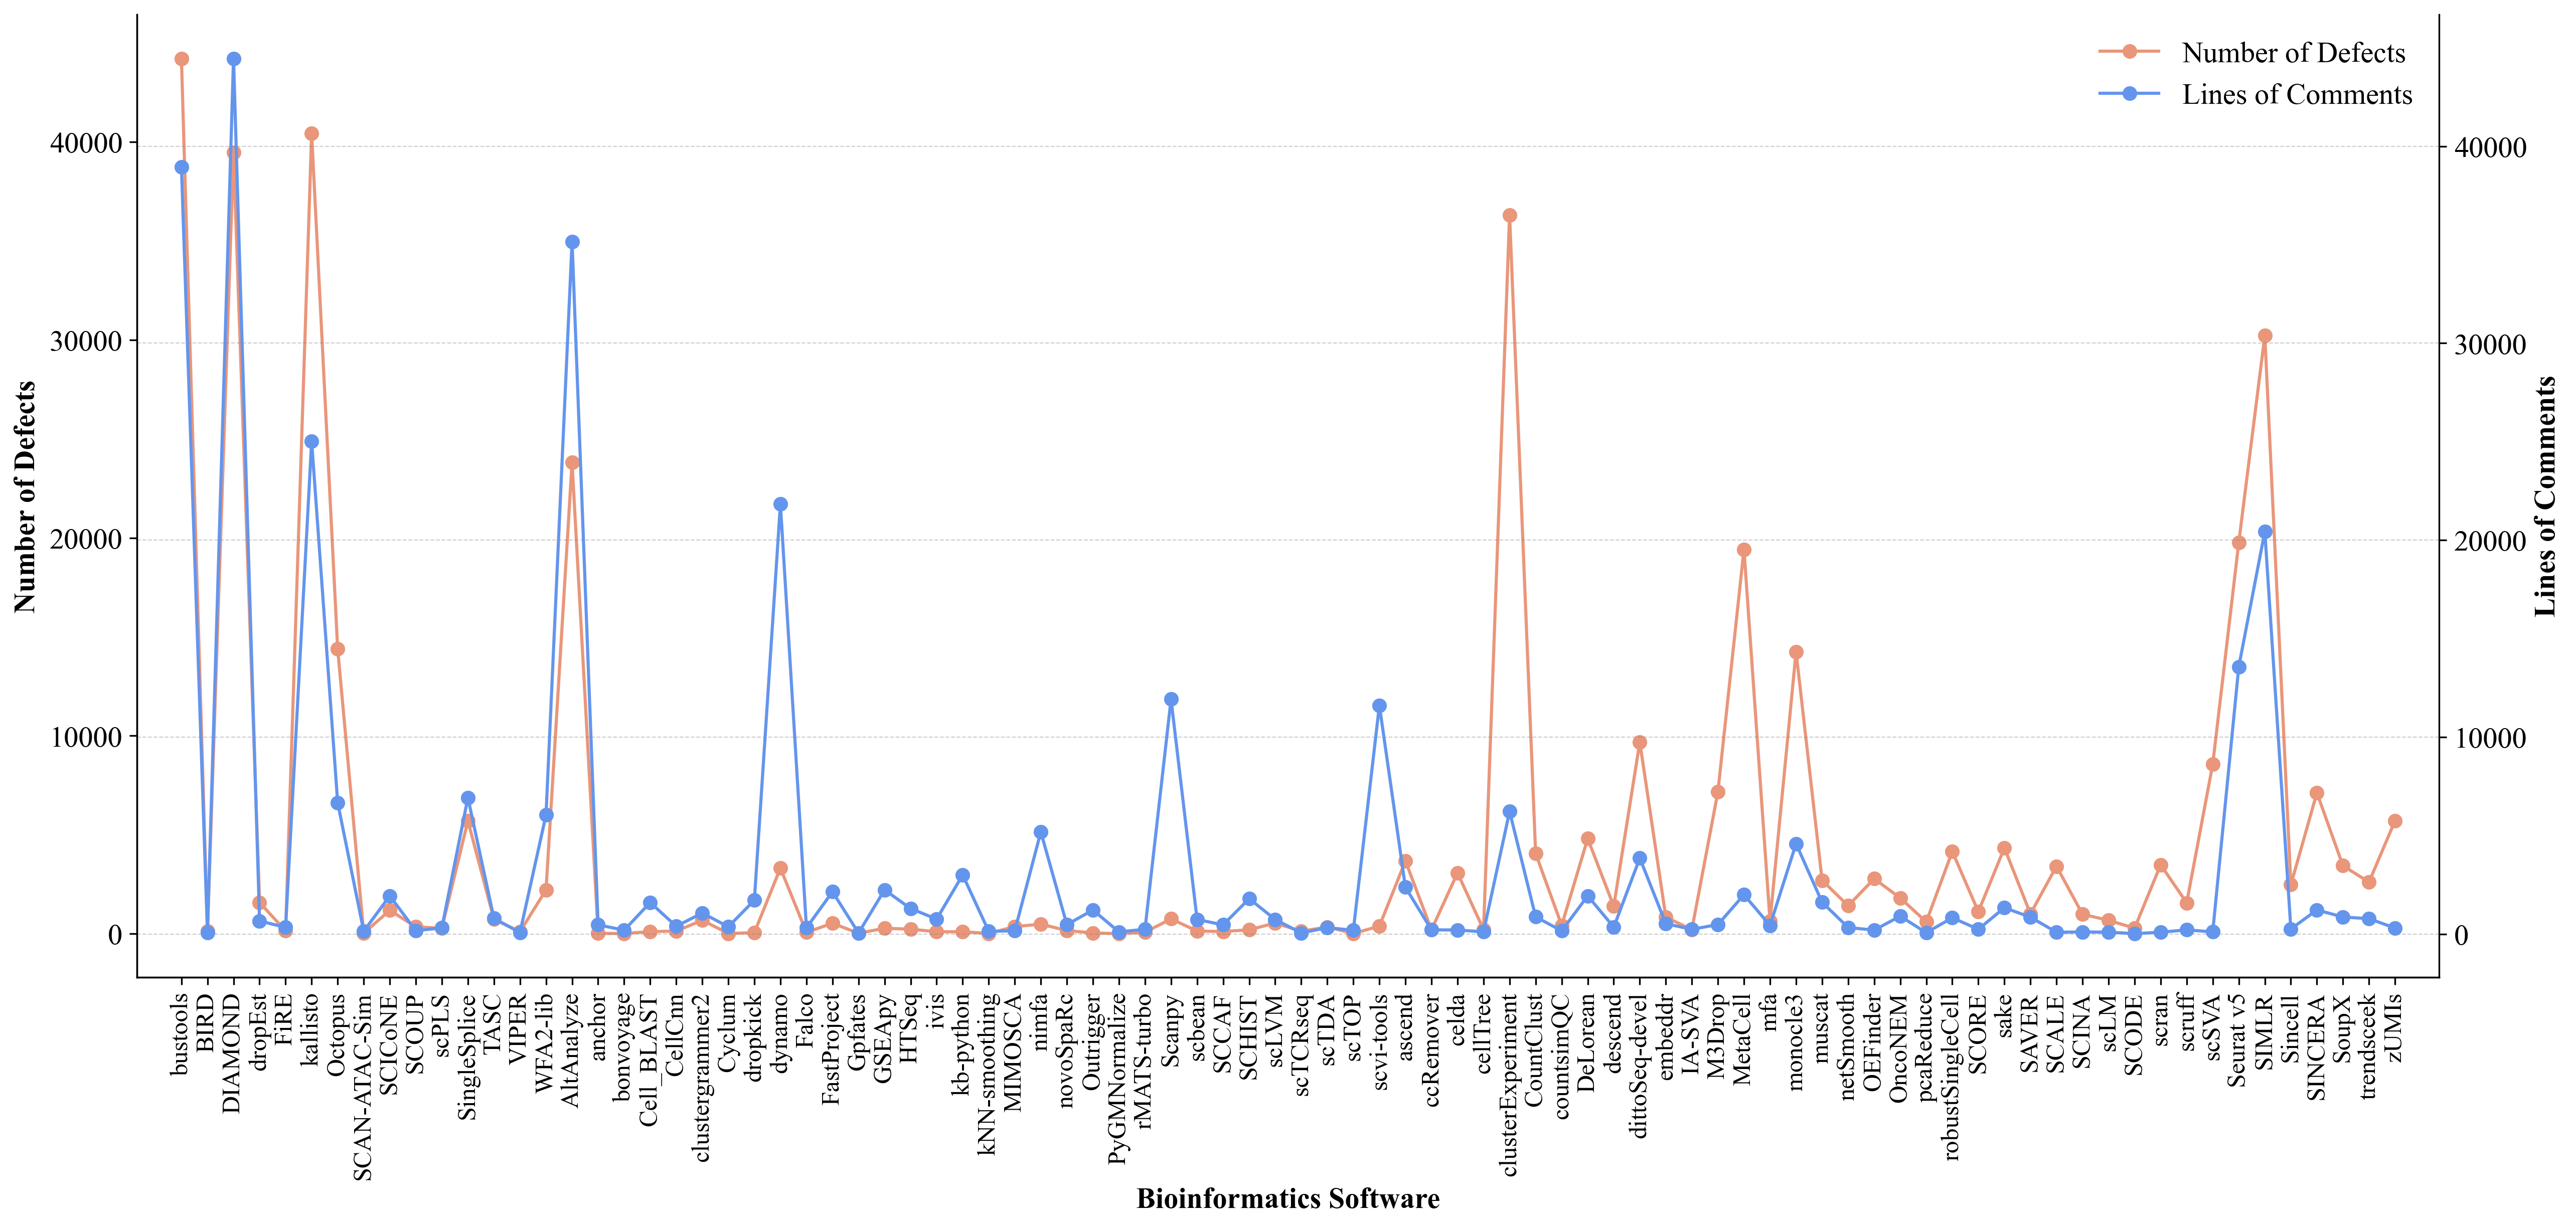 Number of Defects
Lines of Comments
Number of Defects
40000
30000
20000
10000
0
40000
30000
20000
10000
0
Lines of Comments
bustools
BIRD
DIAMOND
dropEst
FiRE
kallisto
Octopus
SCAN-ATAC-Sim
SCICoNE
SCOUP
scPLS
SingleSplice
TASC
VIPER
WFA2-lib
AltAnalyze
anchor
bonvoyage
Cell_BLAST
CellCnn
clustergrammer2
Cyclum
dropkick
dynamo
Falco
FastProject
Gpfates
GSEApy
HTSeq
ivis
kb-python
kNN-smoothing
MIMOSCA
nimfa
novoSpaRc
Outrigger
PyGMNormalize
rMATS-turbo
Scanpy
scbean
SCCAF
SCHIST
scLVM
scTCRseq
scTDA
scTOP
scvi-tools
ascend
ccRemover
celda
cellTree
clusterExperiment
CountClust
countsimQC
DeLorean
descend
dittoSeq-devel
embeddr
IA-SVA
M3Drop
MetaCell
mfa
monocle3
muscat
netSmooth
OEFinder
OncoNEM
pcaReduce
robustSingleCell
SCORE
sake
SAVER
SCALE
SCINA
scLM
SCODE
scran
scruff
scSVA
Seurat v5
SIMLR
Sincell
SINCERA
SoupX
trendsceek
zUMIs
Bioinformatics Software